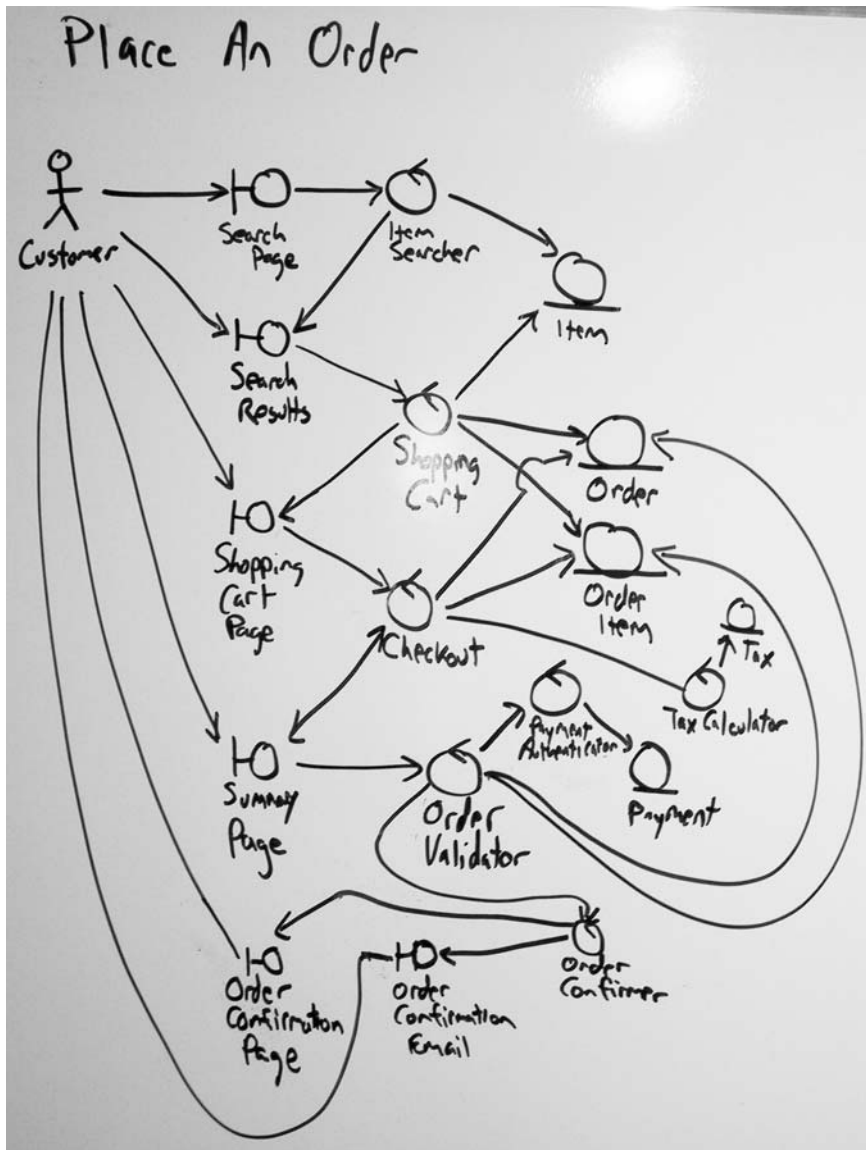 Place An Order
Customer
Search
Page
Item
Searcher
Item
Search
Results
Shopping
Cart
Order
Shopping
Cart
Page
Checkout
Order
Item
Tax
Tax Calculator
Payment
Authenticator
Payment
Summary
Page
Order
Validator
Order
Confirmation
Page
Order
Confirmation
Email
Order
Confirmer